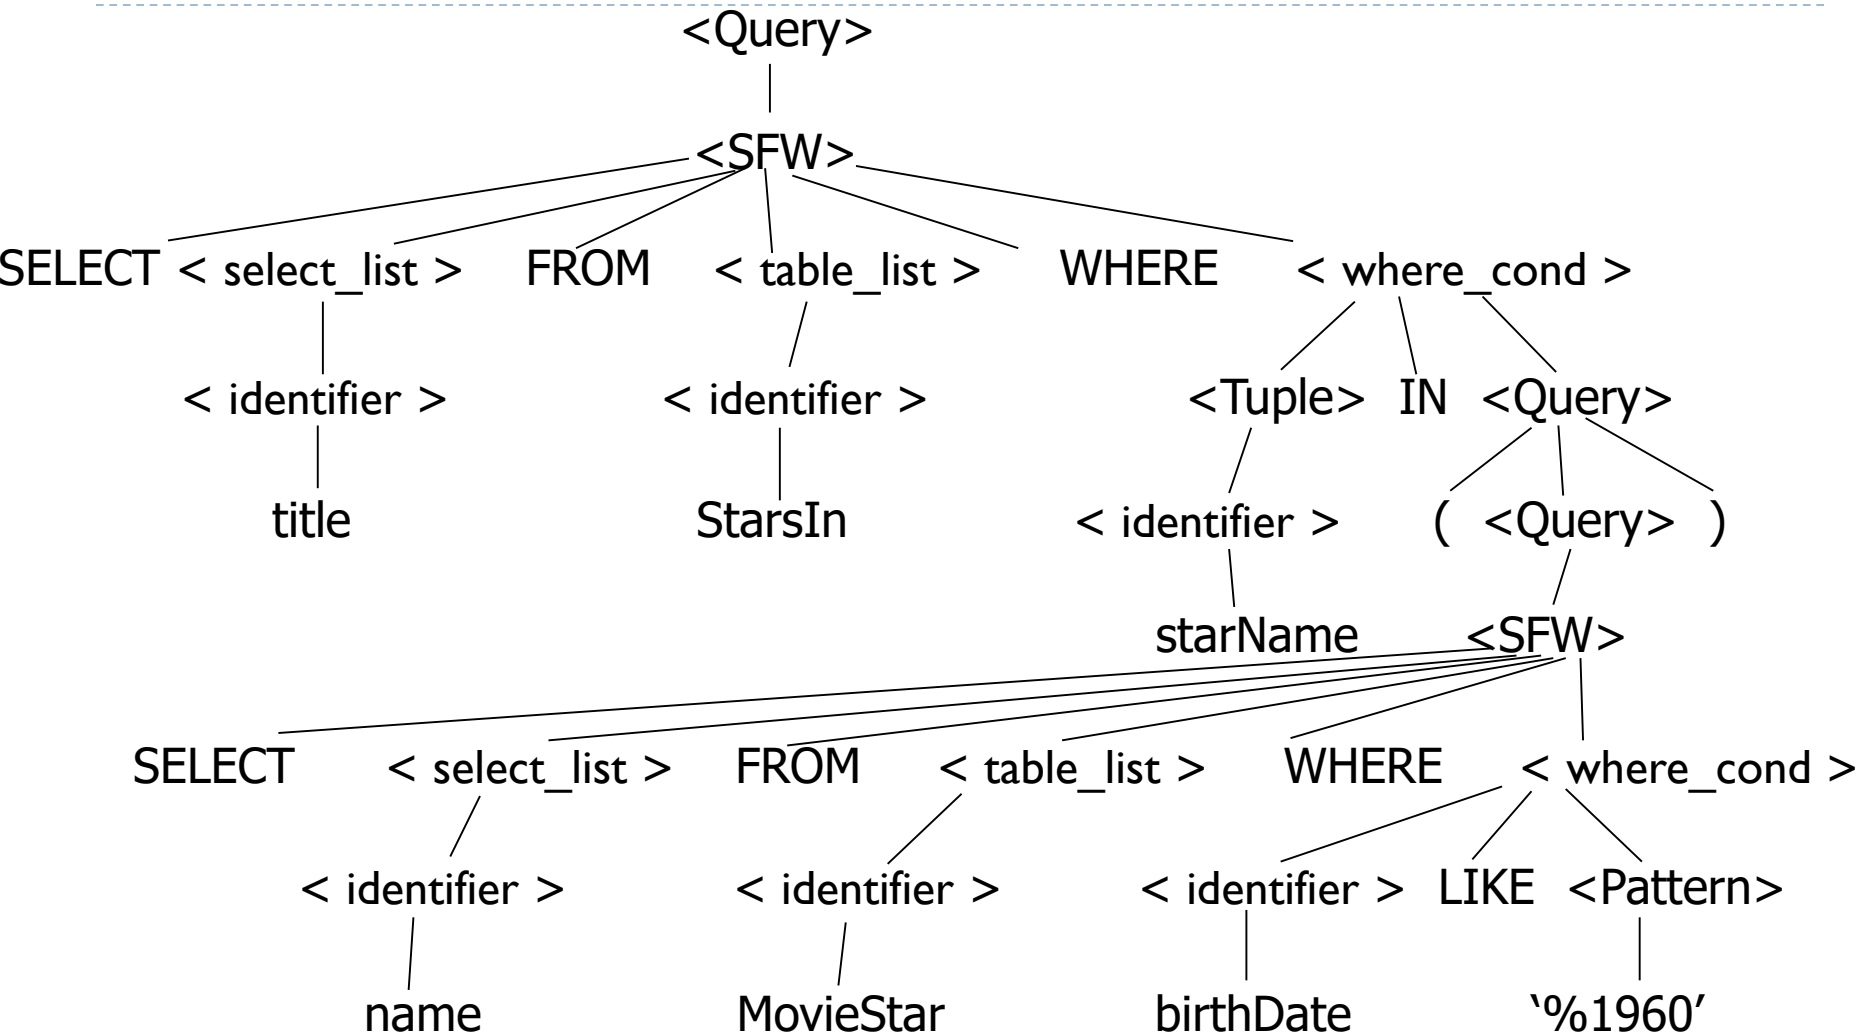 <Query>
<SFW>
SELECT < select_list > FROM < table_list > WHERE < where_cond >
< identifier > < identifier > <Tuple> IN <Query>
title StarsIn < identifier > ( <Query> )
starName <SFW>
SELECT < select_list > FROM < table_list > WHERE < where_cond >
< identifier > < identifier > < identifier > LIKE <Pattern>
name MovieStar birthDate ‘%1960’